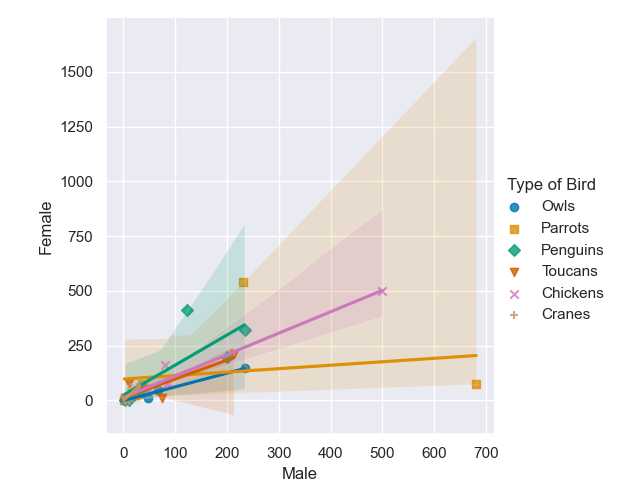 1500
1250
1000
750
500
250
0
Female
0 100 200 300 400 500 600 700
Male
Type of Bird
Owls
Parrots
Penguins
Toucans
Chickens
Cranes